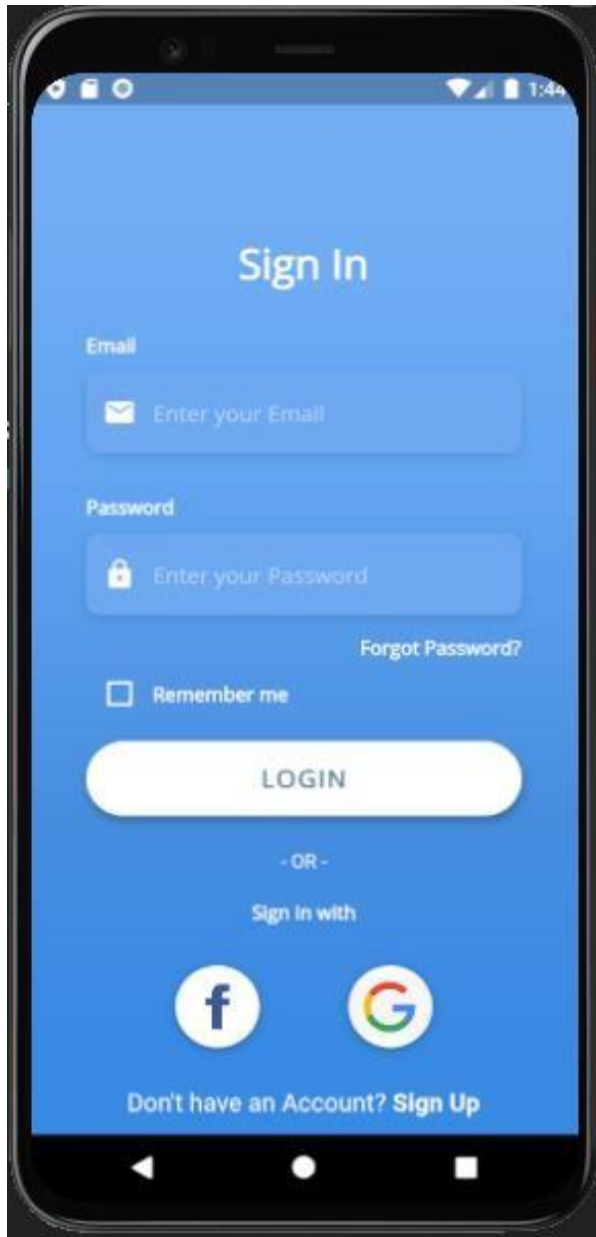 1:44
Sign In
Email
Enter your Email
Password
Enter your Password
Forgot Password?
Remember me
LOGIN
- OR -
Sign in with
f G
Don't have an Account? Sign Up